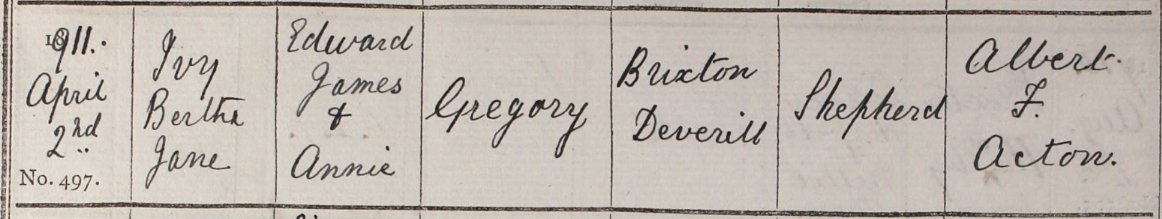 1911.
April
2nd
No. 497.
Ivy
Bertha
Jane
Edward
James
&
Annie
Gregory
Brixton
Deverill
Shepherd
Albert.
F.
Acton.